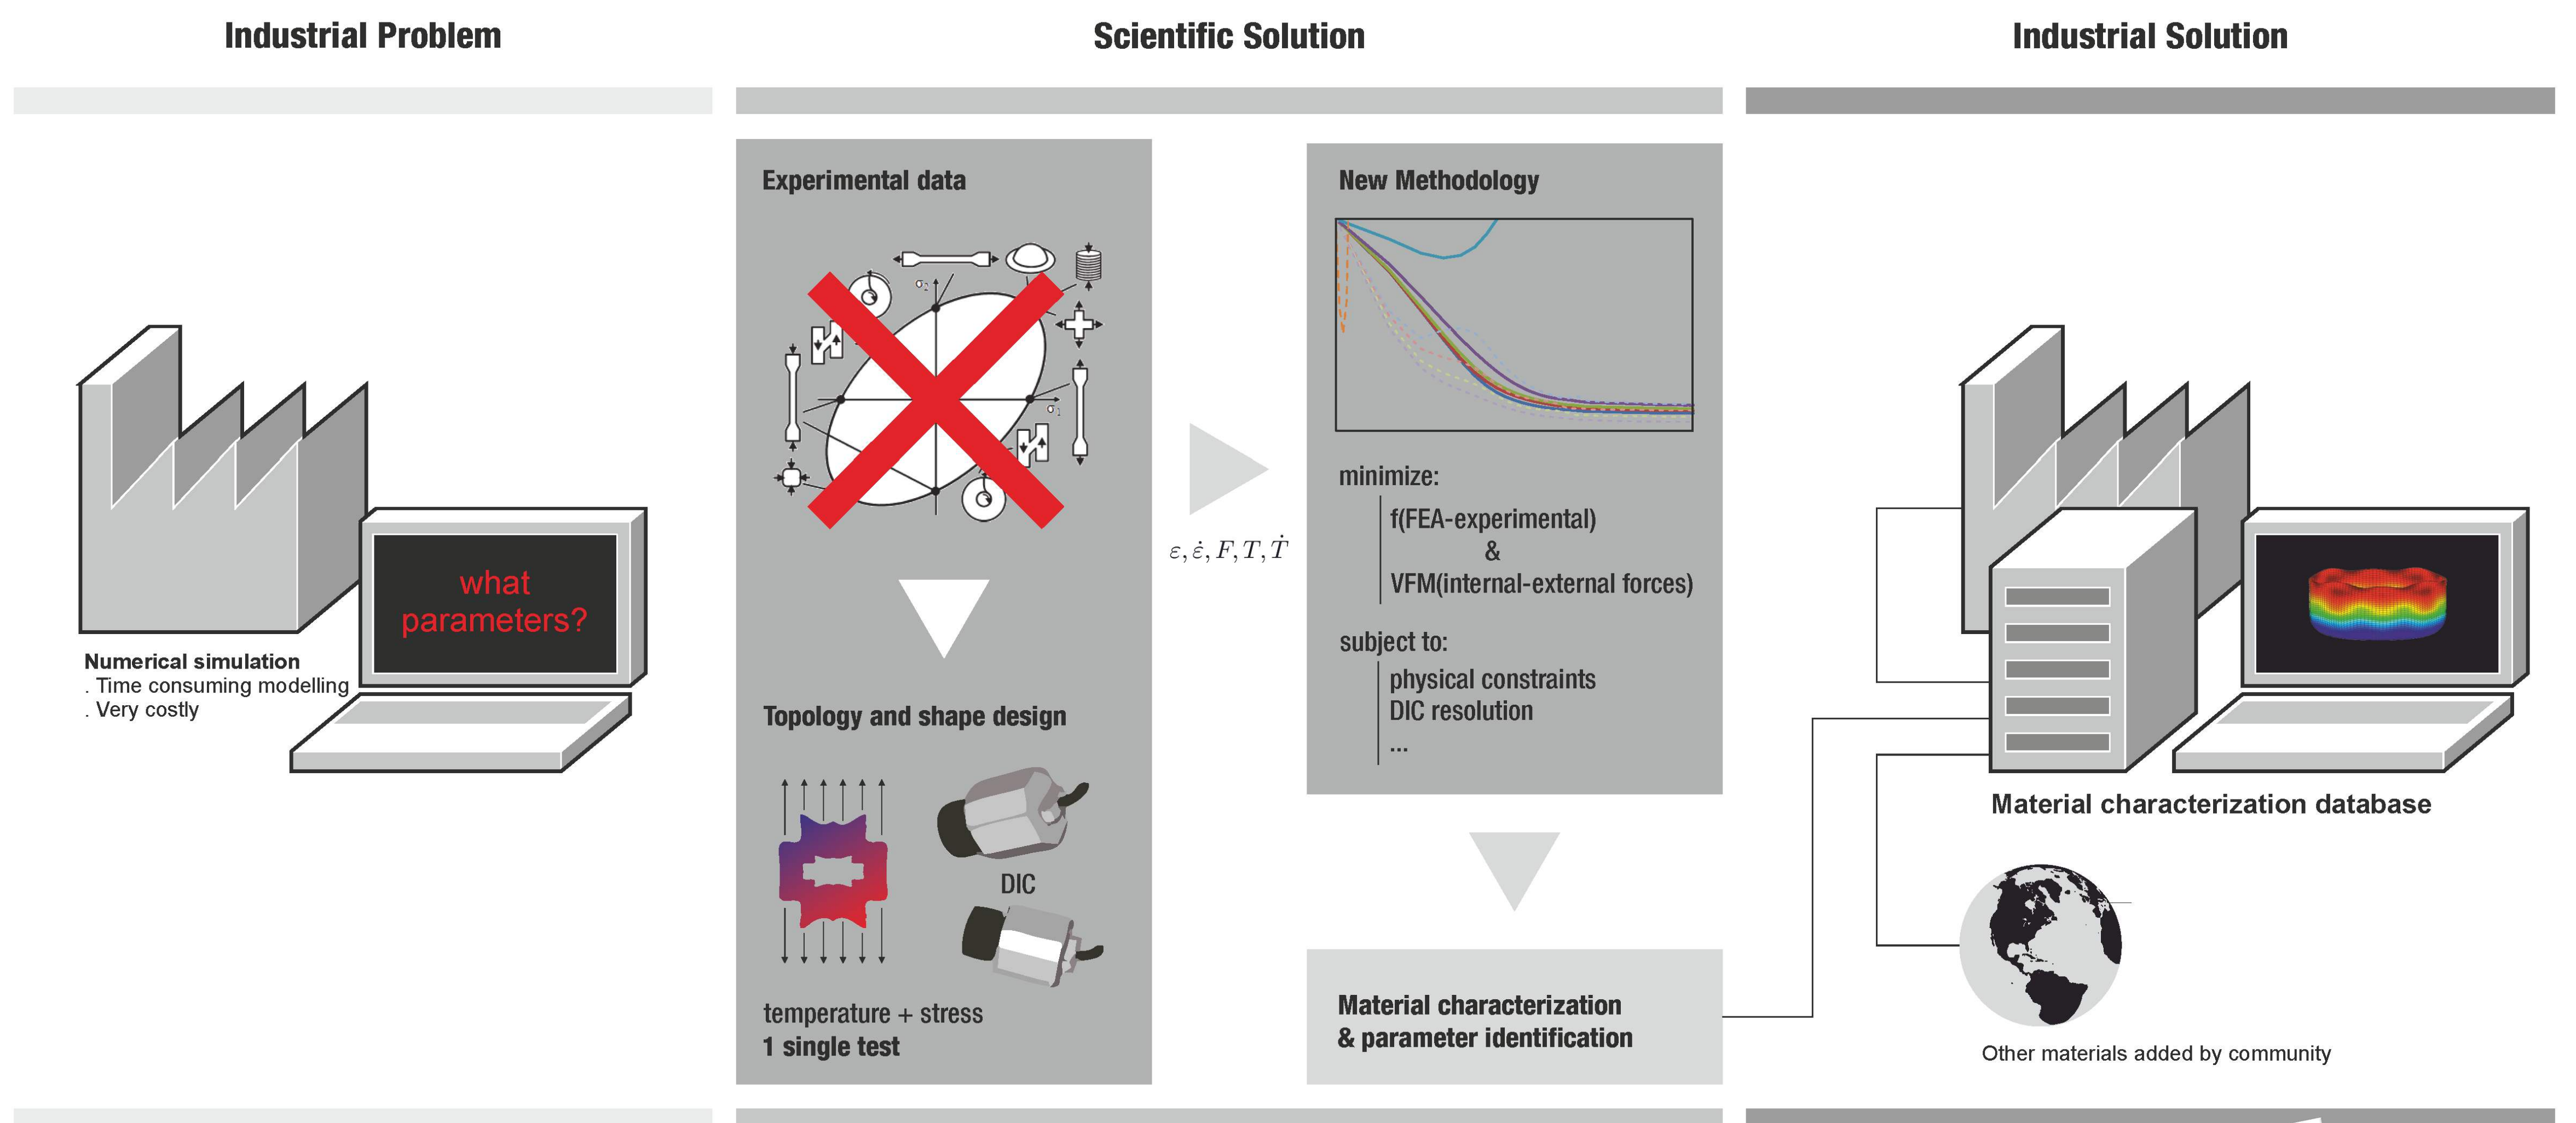 Industrial Problem
Scientific Solution
Industrial Solution
what
parameters?
Numerical simulation
. Time consuming modelling
. Very costly
Experimental data
σ₂
σ₁
Topology and shape design
DIC
temperature + stress
1 single test
ε, ε̇, F, T, Ṫ
New Methodology
minimize:
f(FEA-experimental)
&
VFM(internal-external forces)
subject to:
physical constraints
DIC resolution
...
Material characterization
& parameter identification
Material characterization database
Other materials added by community